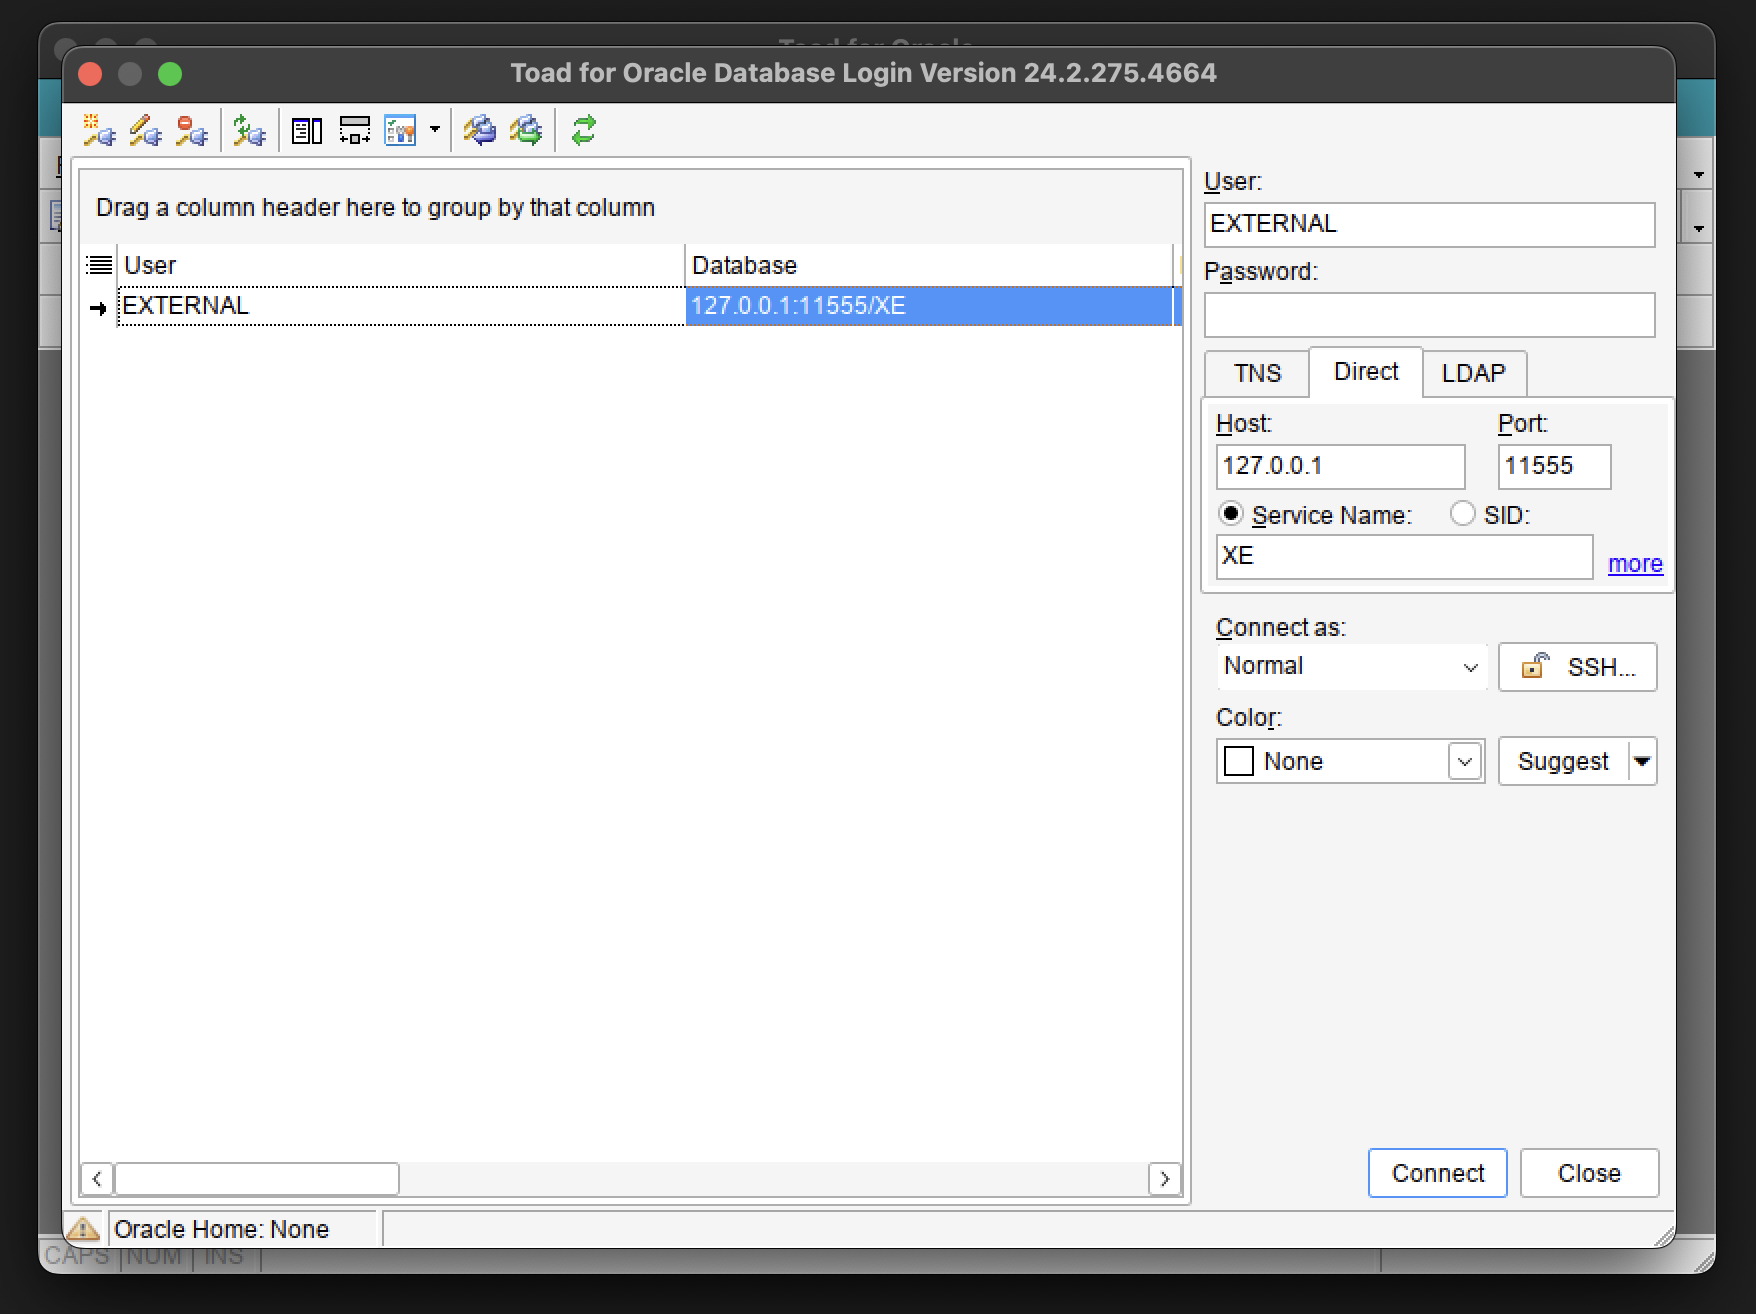 Toad for Oracle
Toad for Oracle Database Login Version 24.2.275.4664
Drag a column header here to group by that column
User Database
EXTERNAL 127.0.0.1:11555/XE
User:
EXTERNAL
Password:
TNS Direct LDAP
Host: Port:
127.0.0.1 11555
Service Name: SID:
XE more
Connect as:
Normal SSH...
Color:
None Suggest
Connect Close
Oracle Home: None
CAPS NUM INS